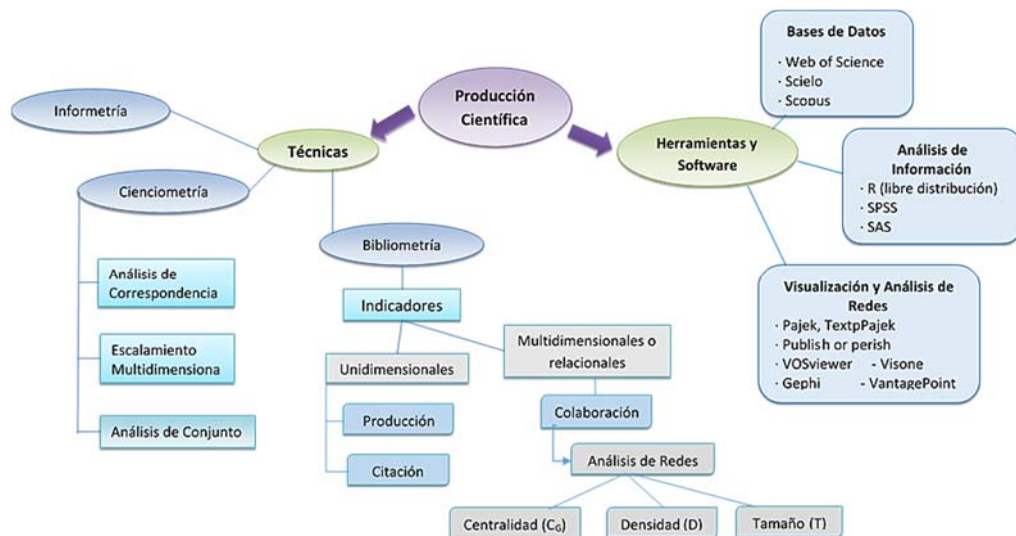 Bases de Datos
· Web of Science
· Scielo
· Scopus
Producción
Científica
Informetría
Técnicas
Herramientas y
Software
Análisis de
Información
· R (libre distribución)
· SPSS
· SAS
Cienciometría
Bibliometría
Análisis de
Correspondencia
Indicadores
Visualización y Análisis de
Redes
· Pajek, TextpPajek
· Publish or perish
· VOSviewer - Visone
· Gephi - VantagePoint
Escalamiento
Multidimensiona
Unidimensionales
Multidimensionales o
relacionales
Producción
Colaboración
Análisis de Conjunto
Citación
Análisis de Redes
Centralidad (CG)
Densidad (D)
Tamaño (T)